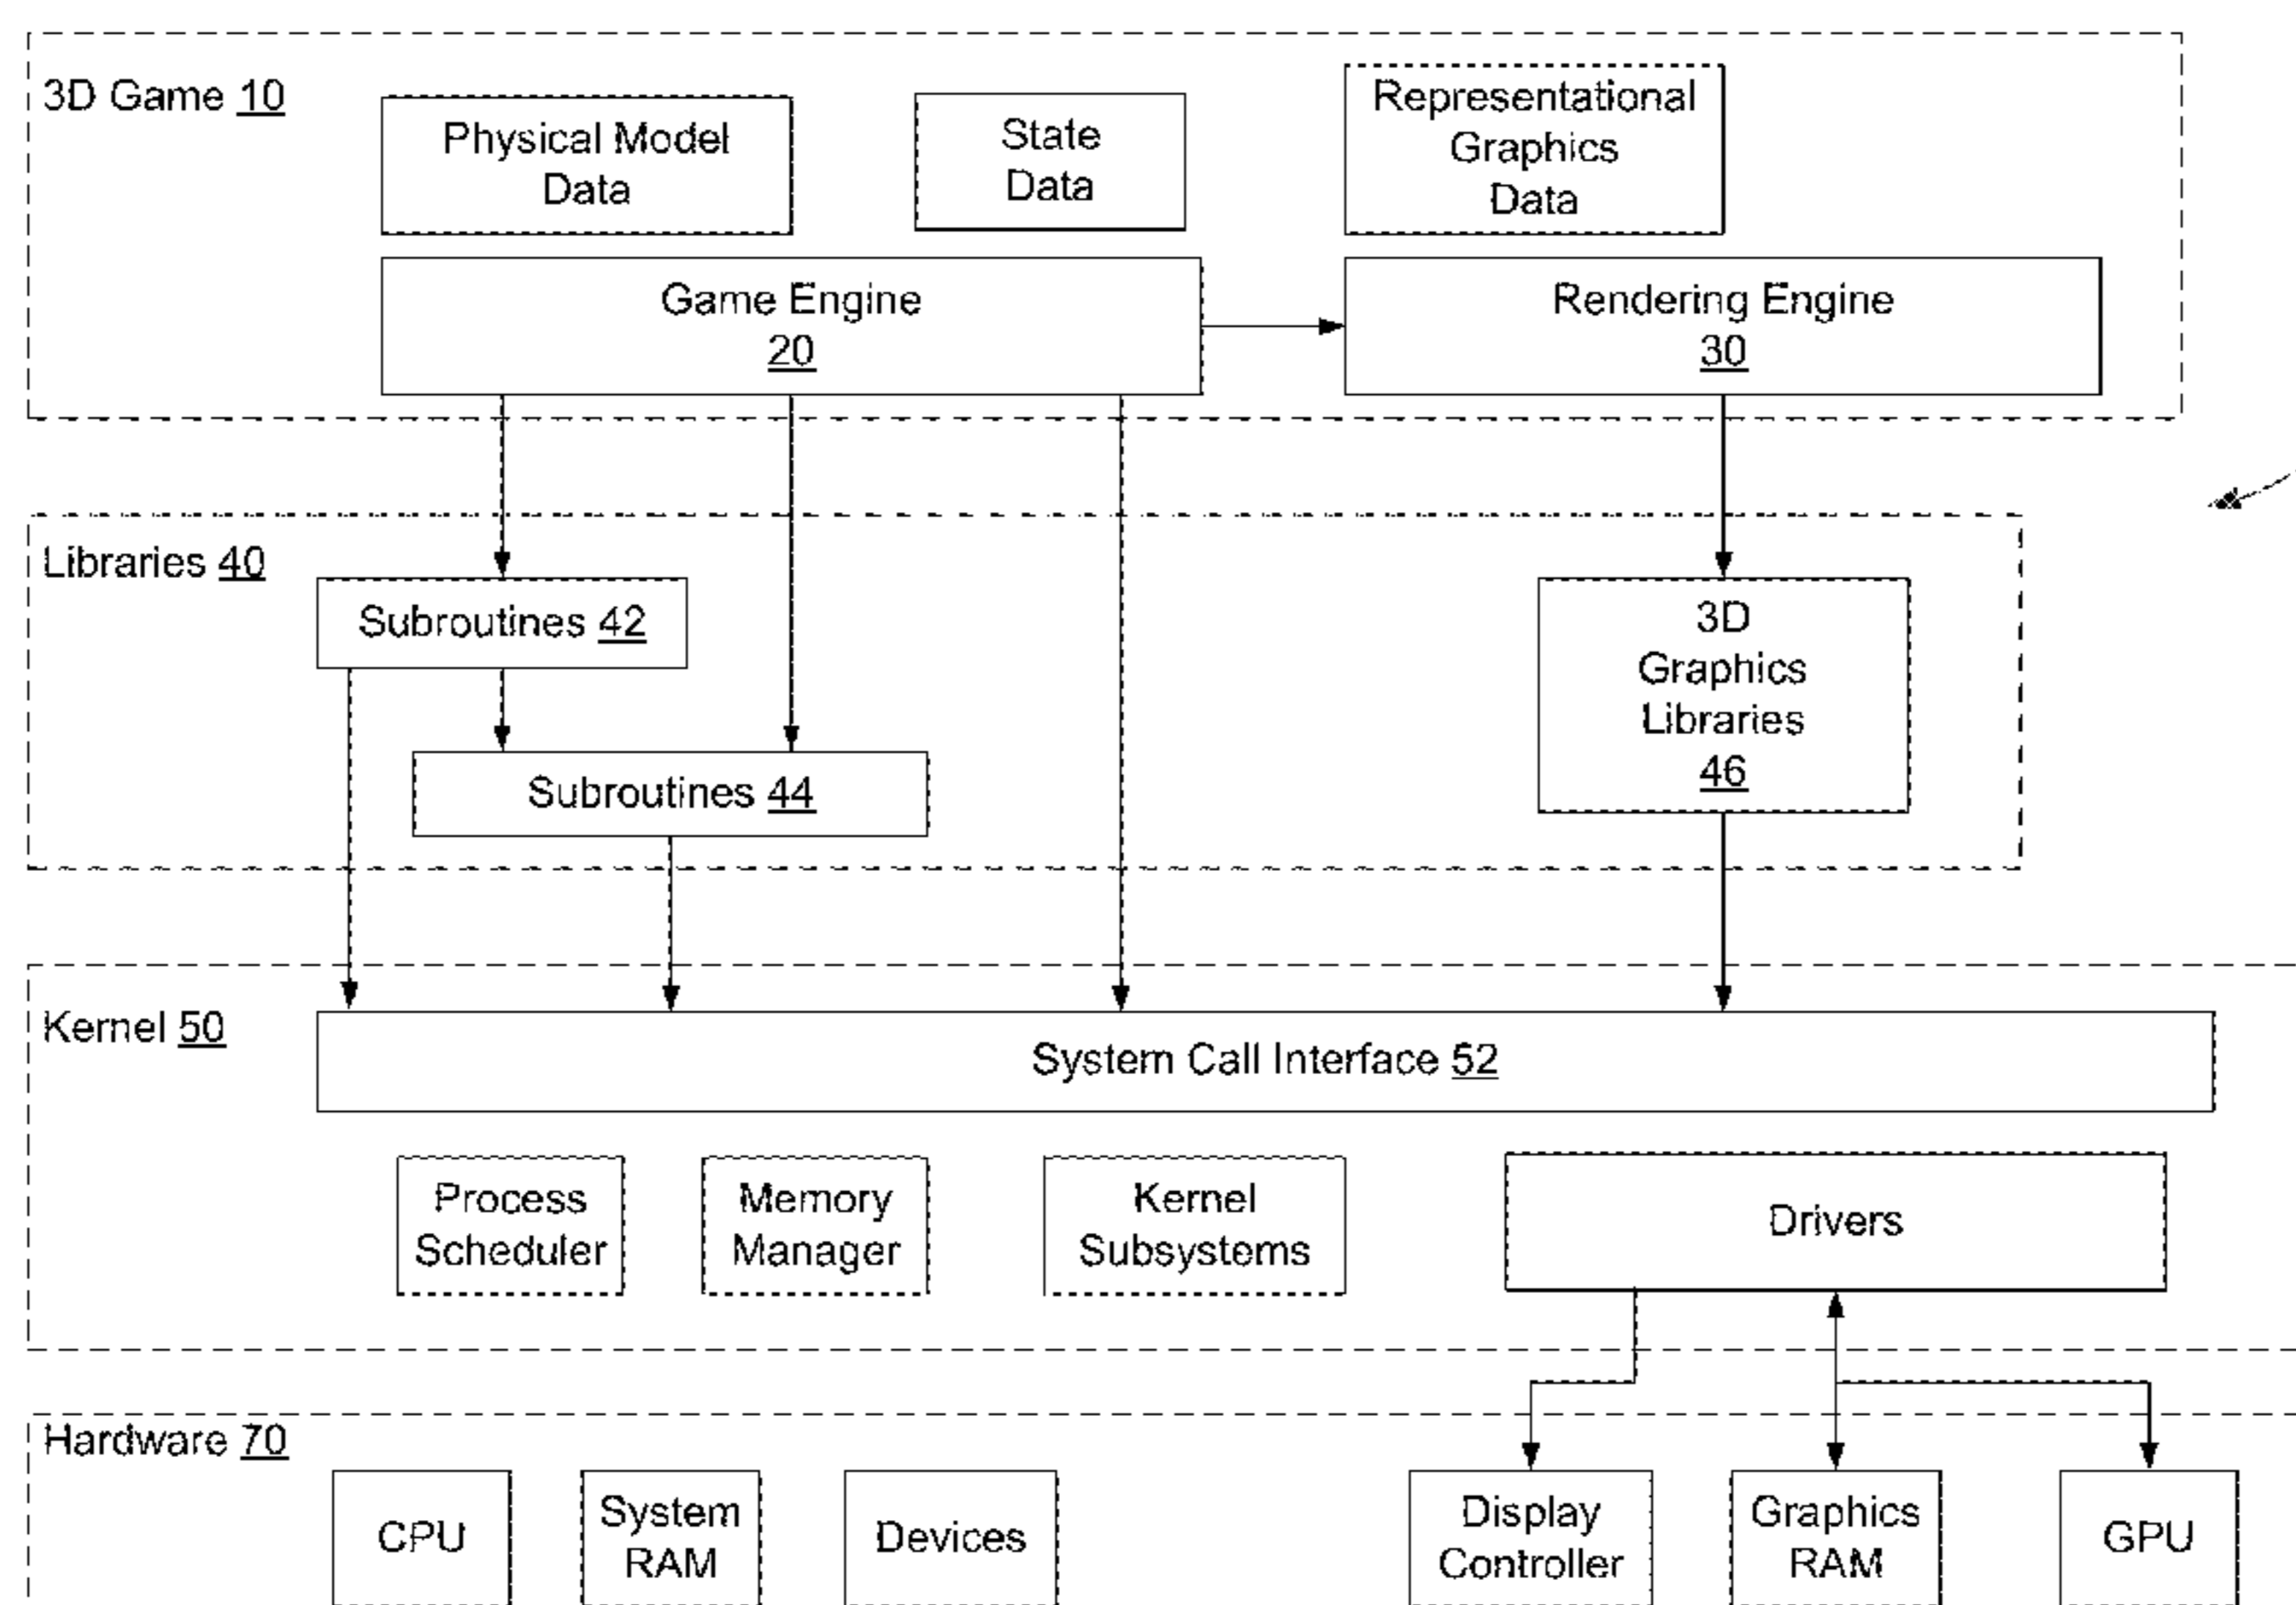 3D Game 10
Physical Model
Data
State
Data
Representational
Graphics
Data
Game Engine
20
Rendering Engine
30
Libraries 40
Subroutines 42
Subroutines 44
3D
Graphics
Libraries
46
Kernel 50
System Call Interface 52
Process
Scheduler
Memory
Manager
Kernel
Subsystems
Drivers
Hardware 70
CPU
System
RAM
Devices
Display
Controller
Graphics
RAM
GPU